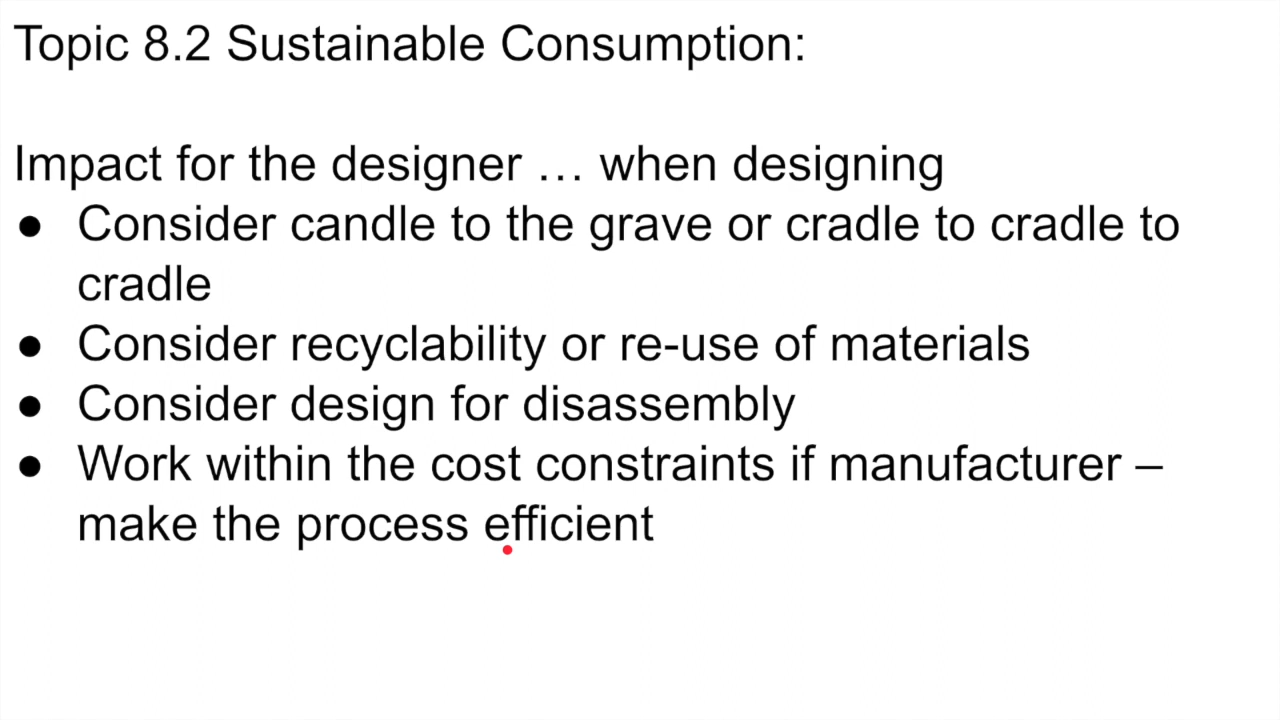 Topic 8.2 Sustainable Consumption:
Impact for the designer … when designing
● Consider candle to the grave or cradle to cradle to
cradle
● Consider recyclability or re-use of materials
● Consider design for disassembly
● Work within the cost constraints if manufacturer –
make the process efficient